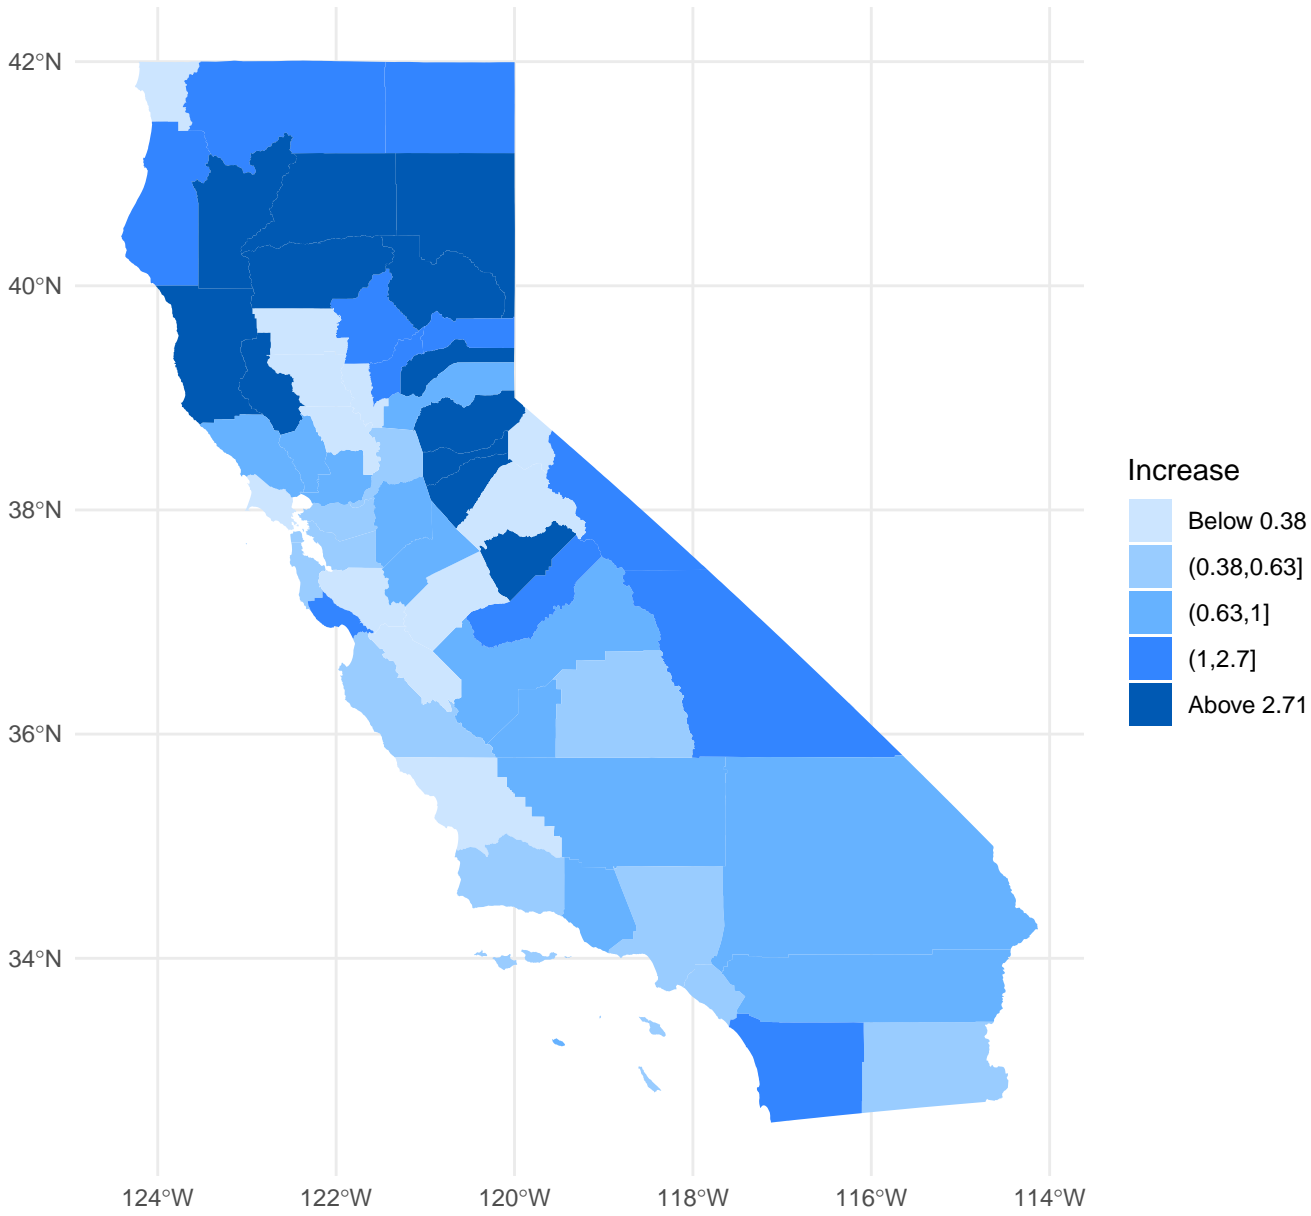 42°N
40°N
38°N
36°N
34°N
124°W
122°W
120°W
118°W
116°W
114°W
Increase
Below 0.38
(0.38,0.63]
(0.63,1]
(1,2.7]
Above 2.71